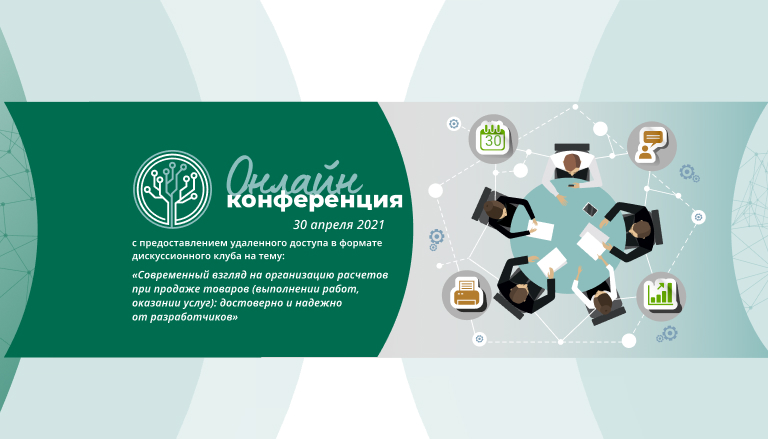 Онлайн
конференция
30 апреля 2021
с предоставлением удаленного доступа в формате
дискуссионного клуба на тему:
«Современный взгляд на организацию расчетов
при продаже товаров (выполнении работ,
оказании услуг): достоверно и надежно
от разработчиков»
30